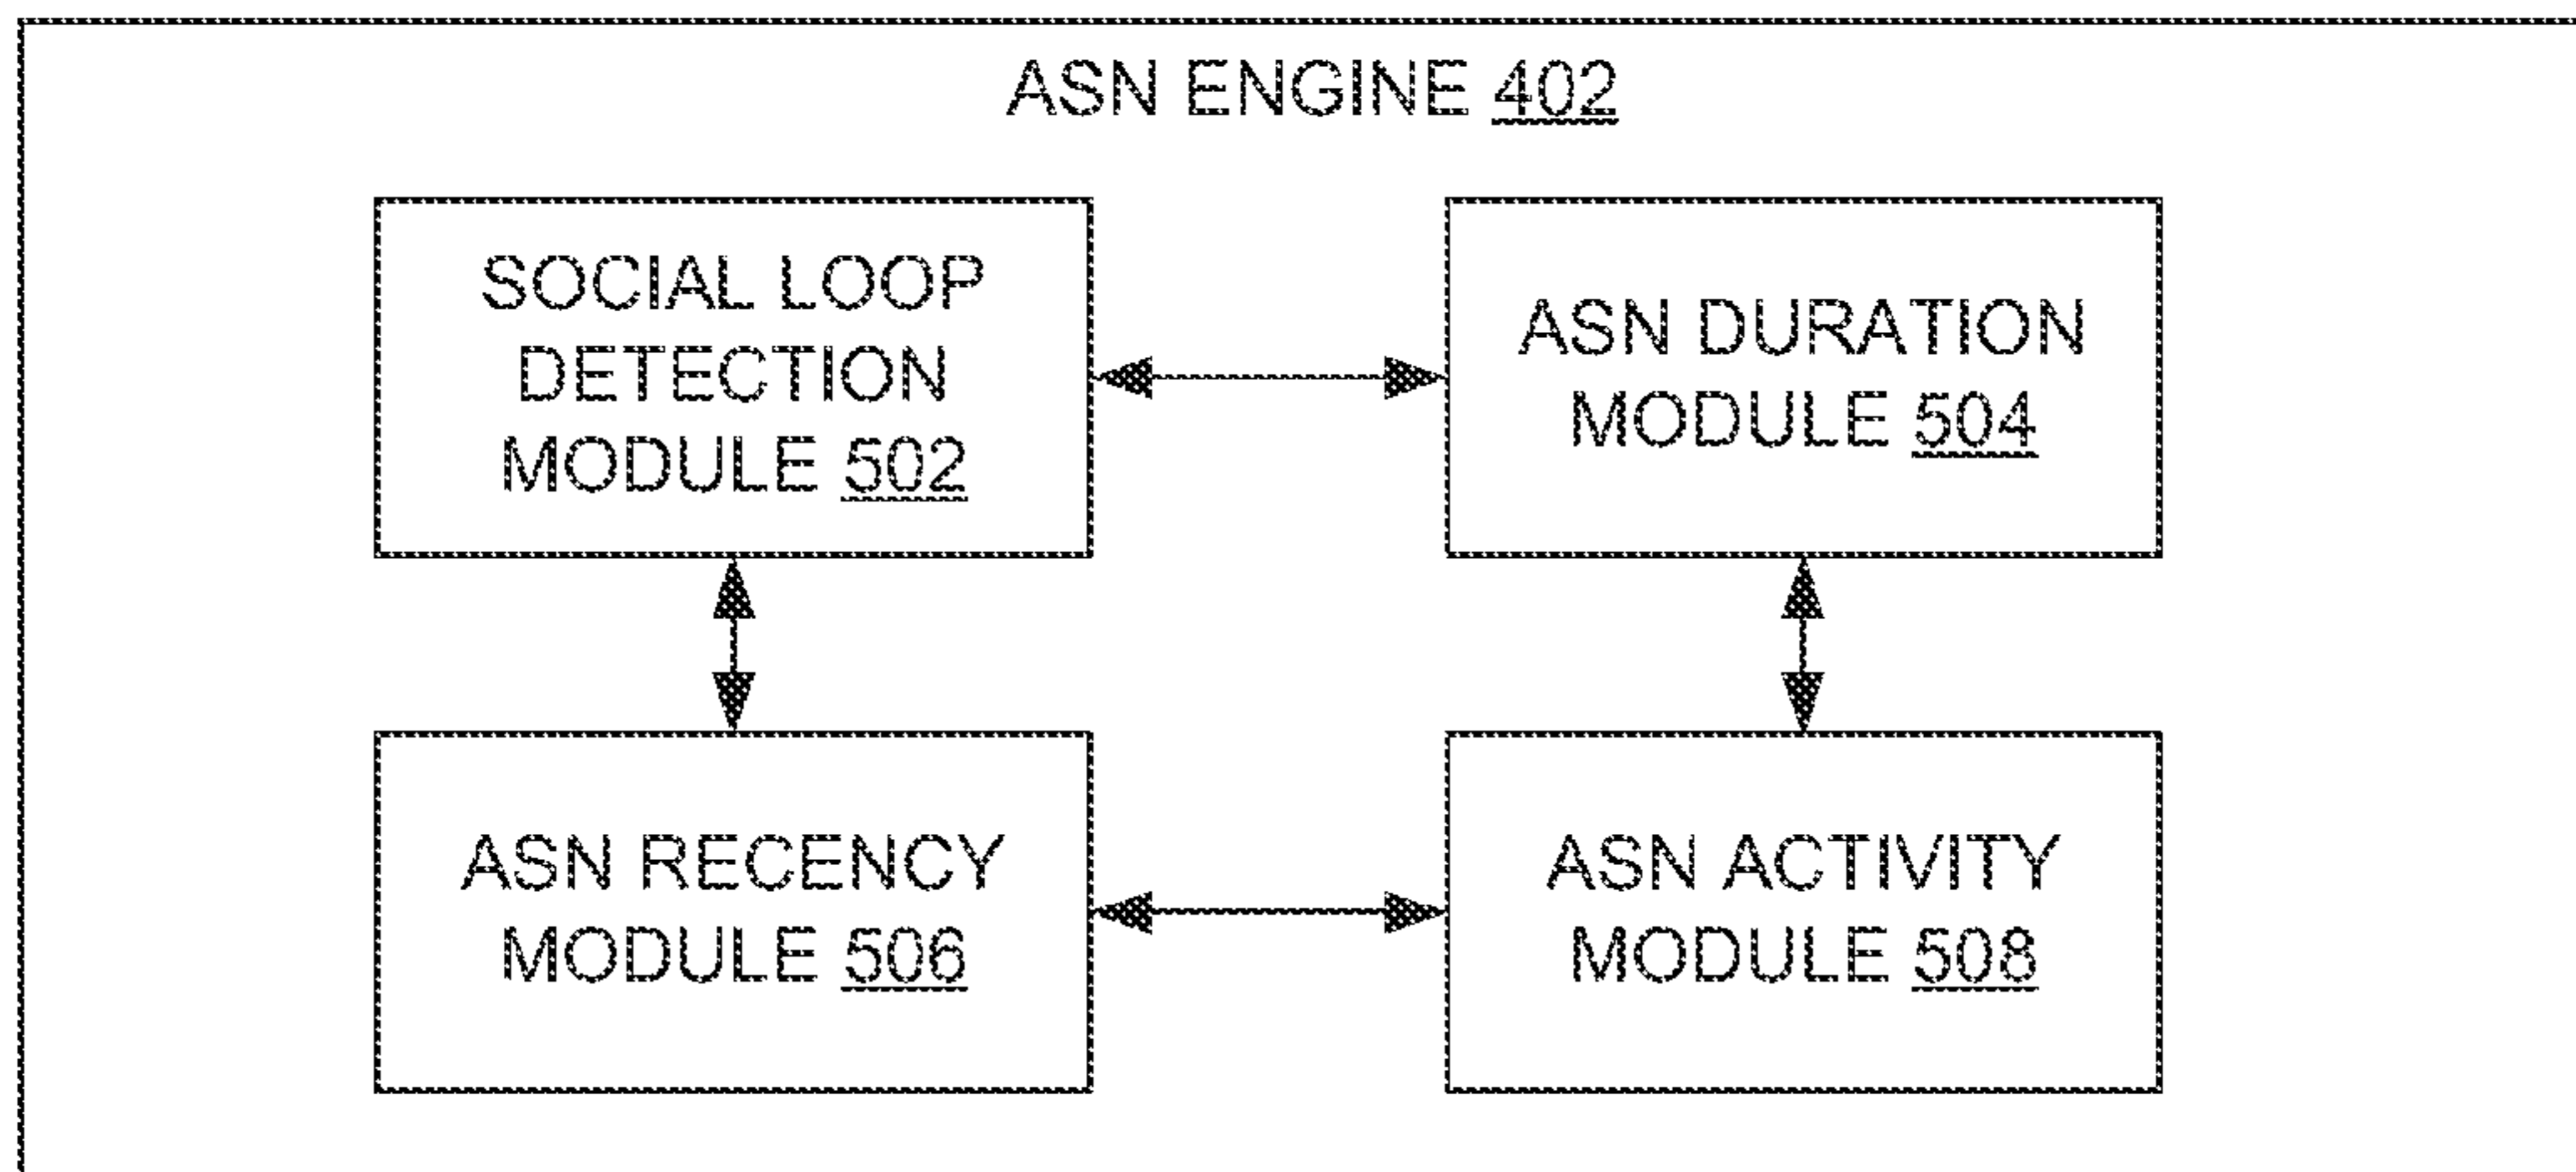 ASN ENGINE 402
SOCIAL LOOP
DETECTION
MODULE 502
ASN DURATION
MODULE 504
ASN RECENCY
MODULE 506
ASN ACTIVITY
MODULE 508